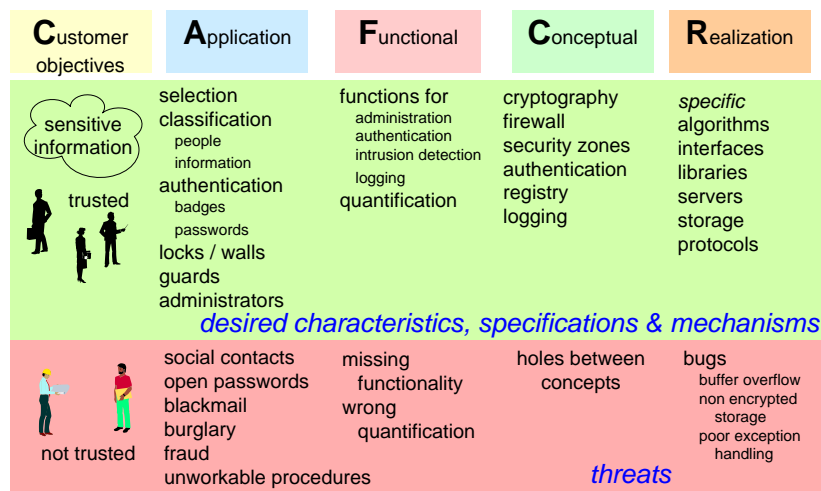 Customer
objectives
Application
Functional
Conceptual
Realization
sensitive
information
trusted
selection
classification
people
information
authentication
badges
passwords
locks / walls
guards
administrators
functions for
administration
authentication
intrusion detection
logging
quantification
cryptography
firewall
security zones
authentication
registry
logging
specific
algorithms
interfaces
libraries
servers
storage
protocols
desired characteristics, specifications & mechanisms
not trusted
social contacts
open passwords
blackmail
burglary
fraud
unworkable procedures
missing
functionality
wrong
quantification
holes between
concepts
bugs
buffer overflow
non encrypted
storage
poor exception
handling
threats